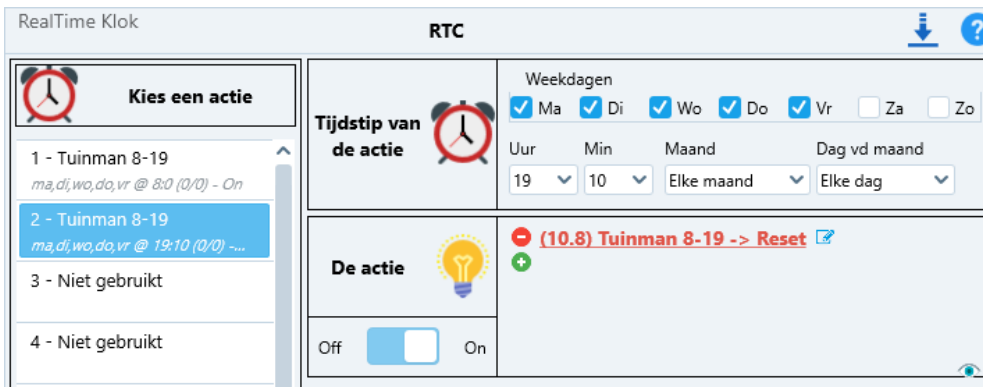 RealTime Klok
RTC
?
Kies een actie
1 - Tuinman 8-19
ma,di,wo,do,vr @ 8:0 (0/0) - On
2 - Tuinman 8-19
ma,di,wo,do,vr @ 19:10 (0/0) -...
3 - Niet gebruikt
4 - Niet gebruikt
Tijdstip van
de actie
Weekdagen
Ma Di Wo Do Vr Za Zo
Uur Min Maand Dag vd maand
19 10 Elke maand Elke dag
De actie
(10.8) Tuinman 8-19 -> Reset
Off On